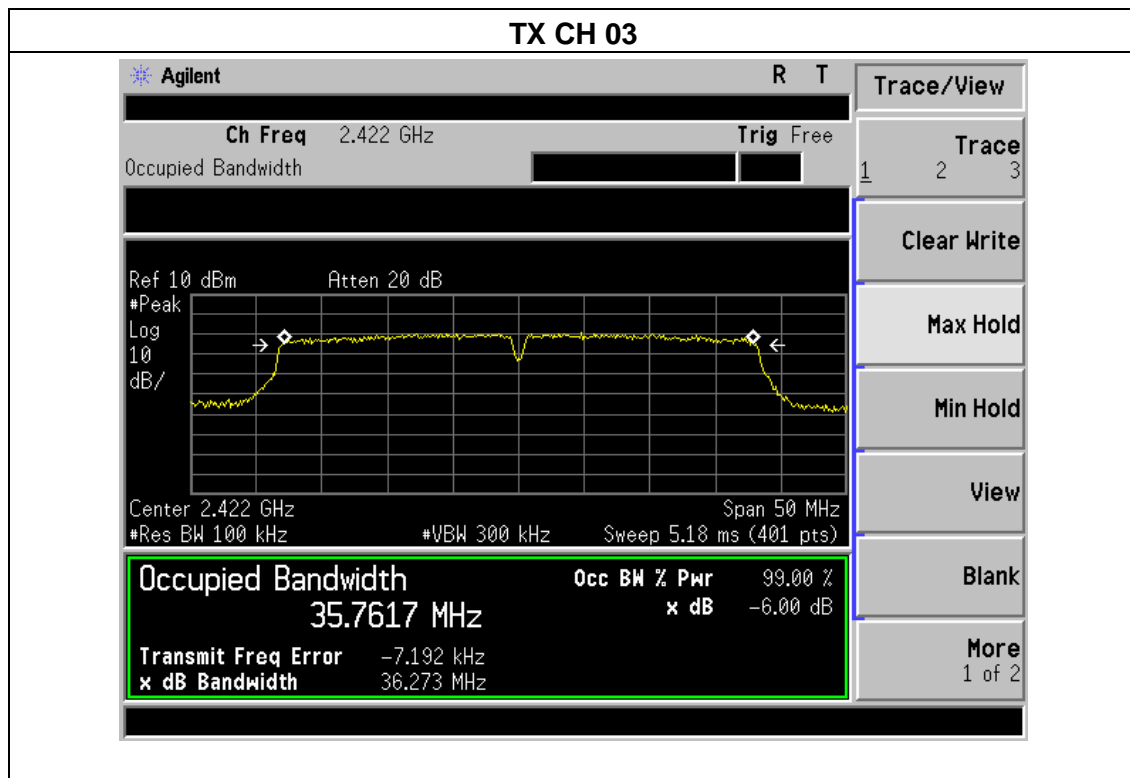 TX CH 03
Agilent R T
Trace/View
Ch Freq 2.422 GHz Trig Free
Occupied Bandwidth
Trace
1 2 3
Clear Write
Max Hold
Min Hold
View
Blank
More
1 of 2
Ref 10 dBm Atten 20 dB
#Peak
Log
10
dB/
Center 2.422 GHz Span 50 MHz
#Res BW 100 kHz #VBW 300 kHz Sweep 5.18 ms (401 pts)
Occupied Bandwidth Occ BW % Pwr 99.00 %
35.7617 MHz x dB -6.00 dB
Transmit Freq Error -7.192 kHz
x dB Bandwidth 36.273 MHz